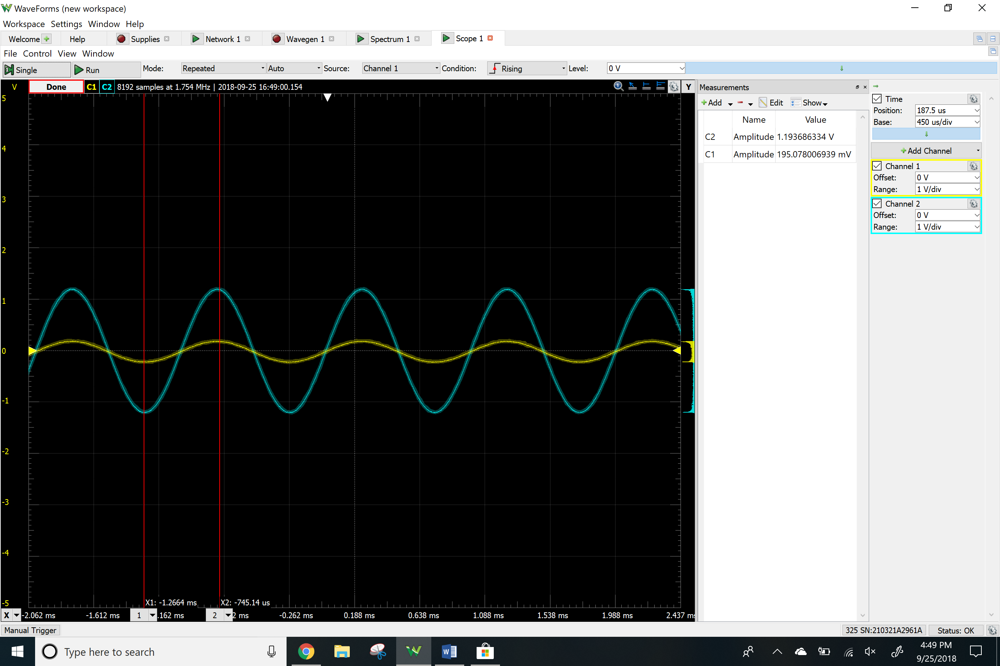 WaveForms (new workspace)
Workspace Settings Window Help
Welcome Help Supplies Network 1 Wavegen 1 Spectrum 1 Scope 1
File Control View Window
Single Run Mode: Repeated Auto Source: Channel 1 Condition: Rising Level: 0 V
V Done C1 C2 8192 samples at 1.754 MHz | 2018-09-25 16:49:00.154 Y
5
4
3
2
1
0
-1
-2
-3
-4
-5
X1: -1.2664 ms X2: -745.14 us
X -2.062 ms -1.612 ms 1 .162 ms 2 2 ms -0.262 ms 0.188 ms 0.638 ms 1.088 ms 1.538 ms 1.988 ms 2.437 ms
Measurements
Add Edit Show
Name Value
C2 Amplitude 1.193686334 V
C1 Amplitude 195.078006939 mV
Time
Position: 187.5 us
Base: 450 us/div
Add Channel
Channel 1
Offset: 0 V
Range: 1 V/div
Channel 2
Offset: 0 V
Range: 1 V/div
Manual Trigger 325 SN:210321A2961A Status: OK
Type here to search
4:49 PM
9/25/2018